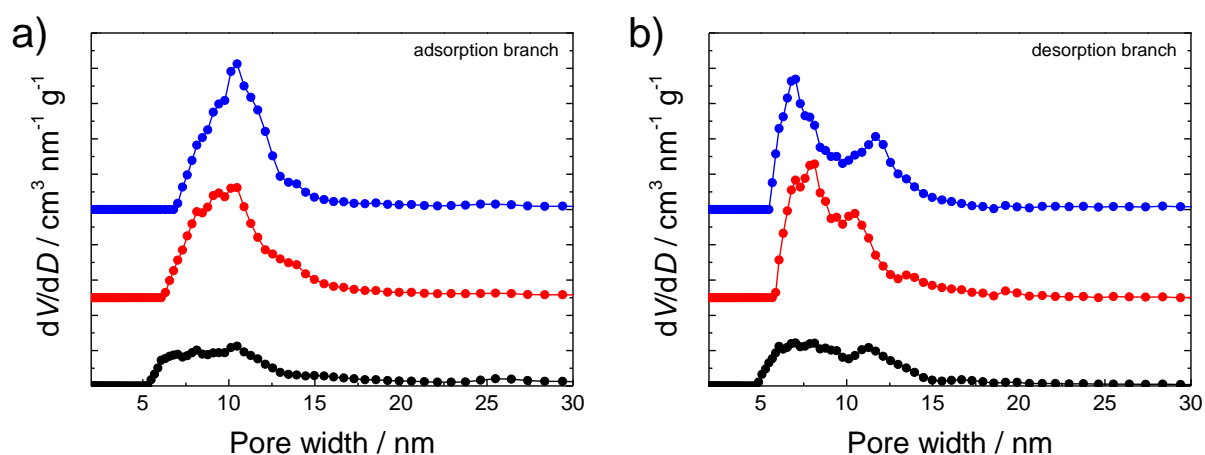 a)
adsorption branch
dV/dD / cm³ nm⁻¹ g⁻¹
5 10 15 20 25 30
Pore width / nm
b)
desorption branch
dV/dD / cm³ nm⁻¹ g⁻¹
5 10 15 20 25 30
Pore width / nm